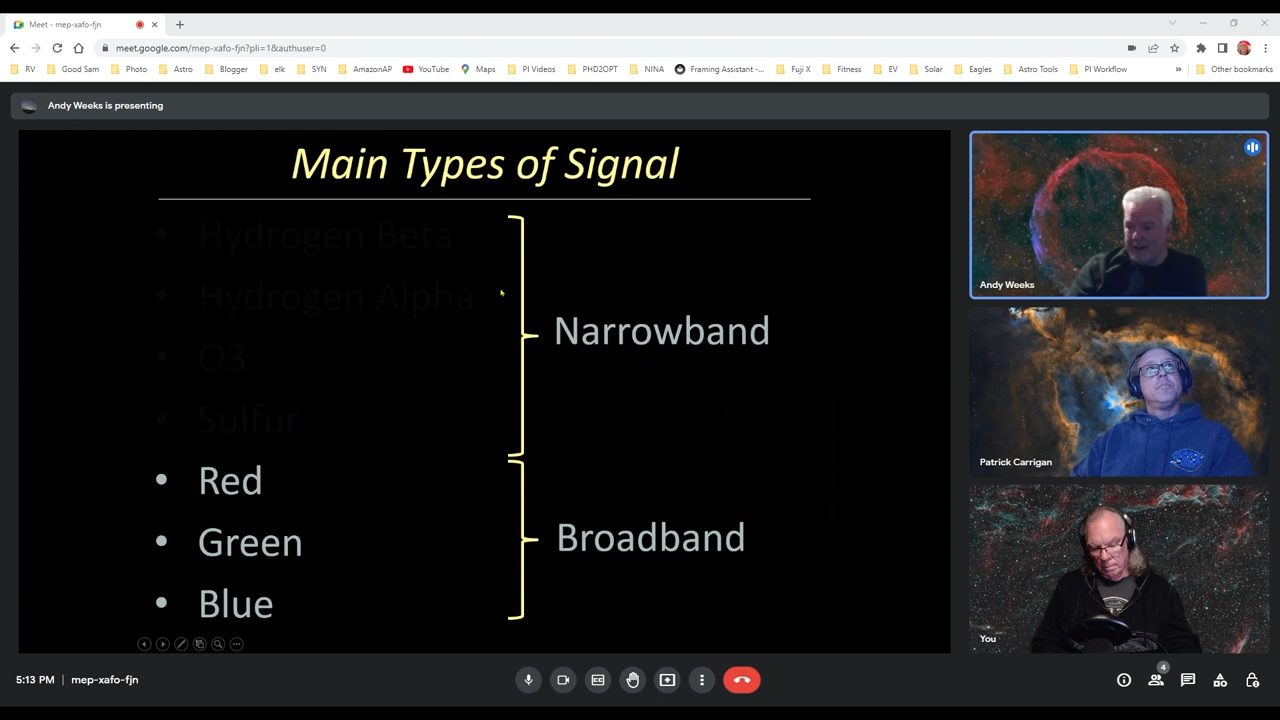 Meet - mep-xafo-fjn
meet.google.com/mep-xafo-fjn?pli=1&authuser=0
RV Good Sam Photo Astro Blogger elk SYN AmazonAP YouTube Maps PI Videos PHD2OPT NINA Framing Assistant -... Fuji X Fitness EV Solar Eagles Astro Tools PI Workflow » Other bookmarks
Andy Weeks is presenting
Main Types of Signal
• Hydrogen Beta
• Hydrogen Alpha
• O3
• Sulfur
Narrowband
• Red
• Green
• Blue
Broadband
Andy Weeks
Patrick Carrigan
You
5:13 PM | mep-xafo-fjn
4